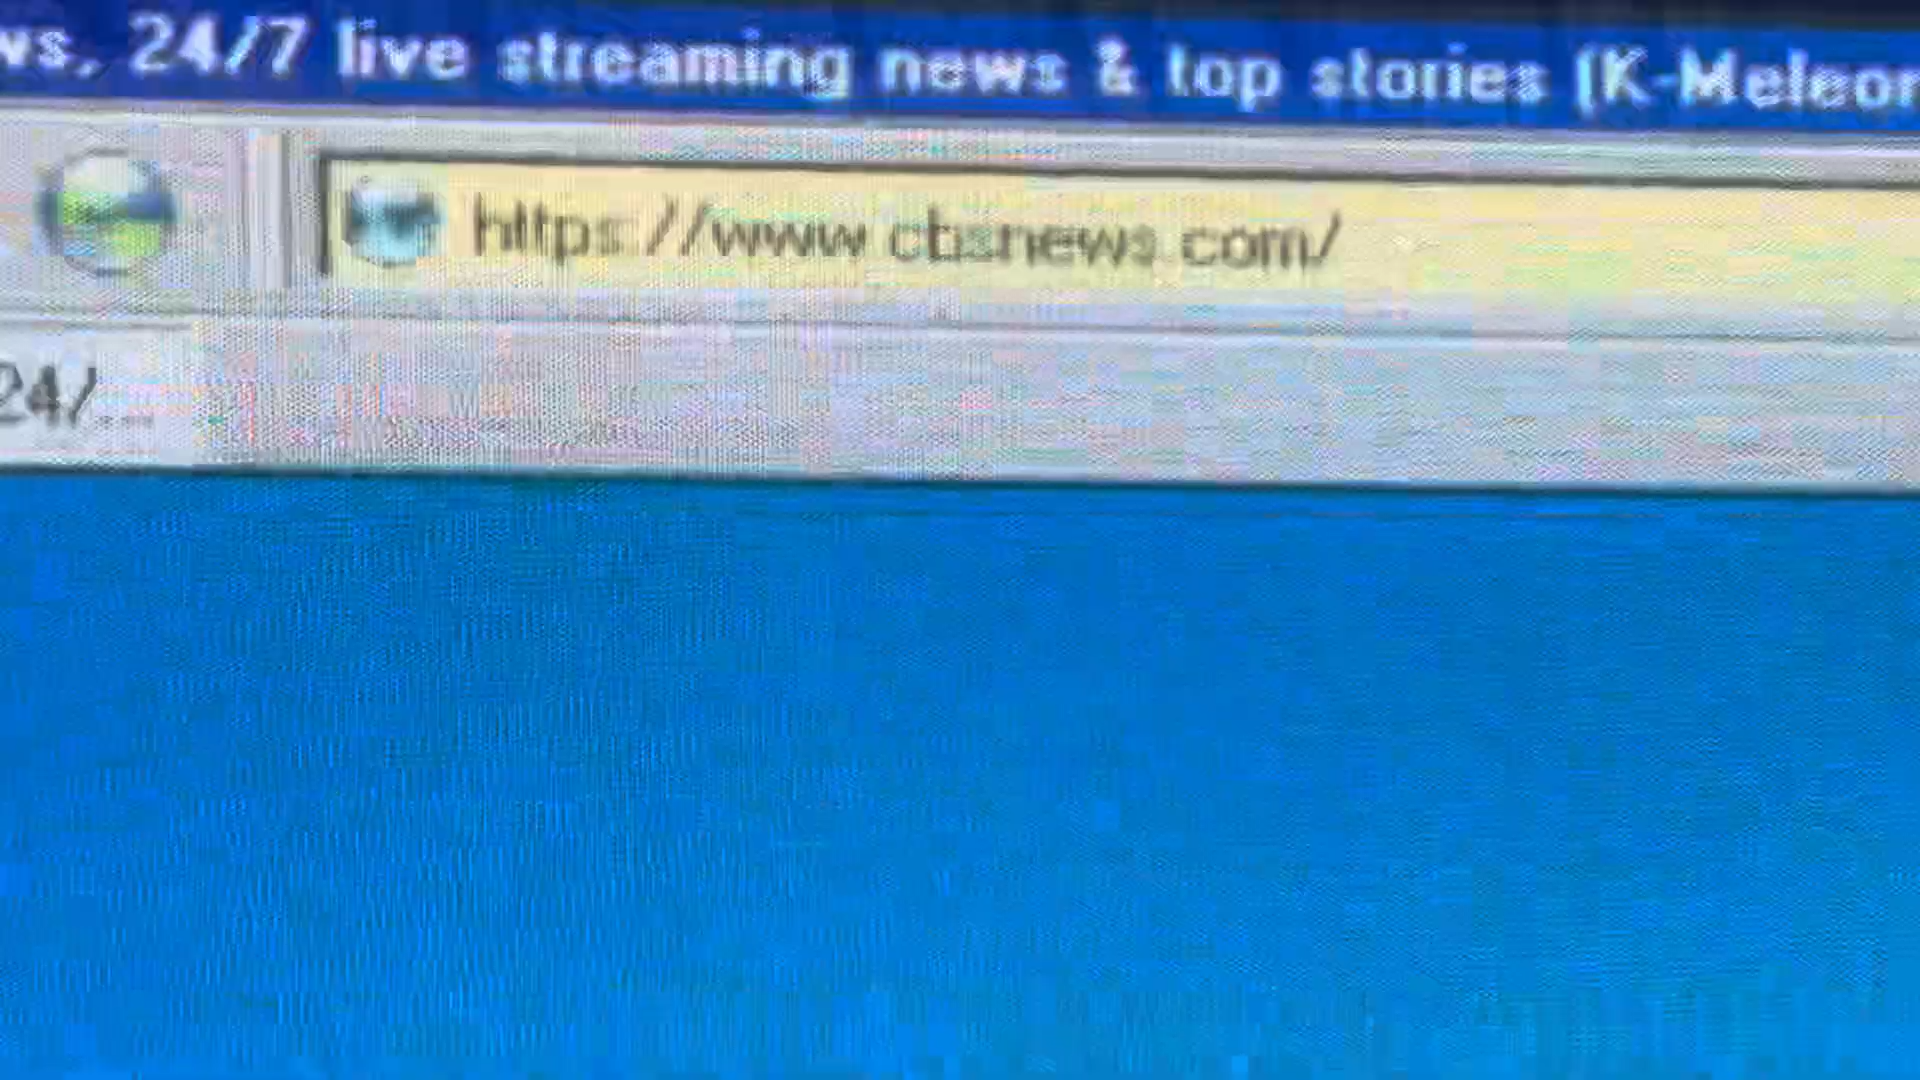 ws, 24/7 live streaming news & top stories (K-Meleon
https://www.cbsnews.com/
24/...